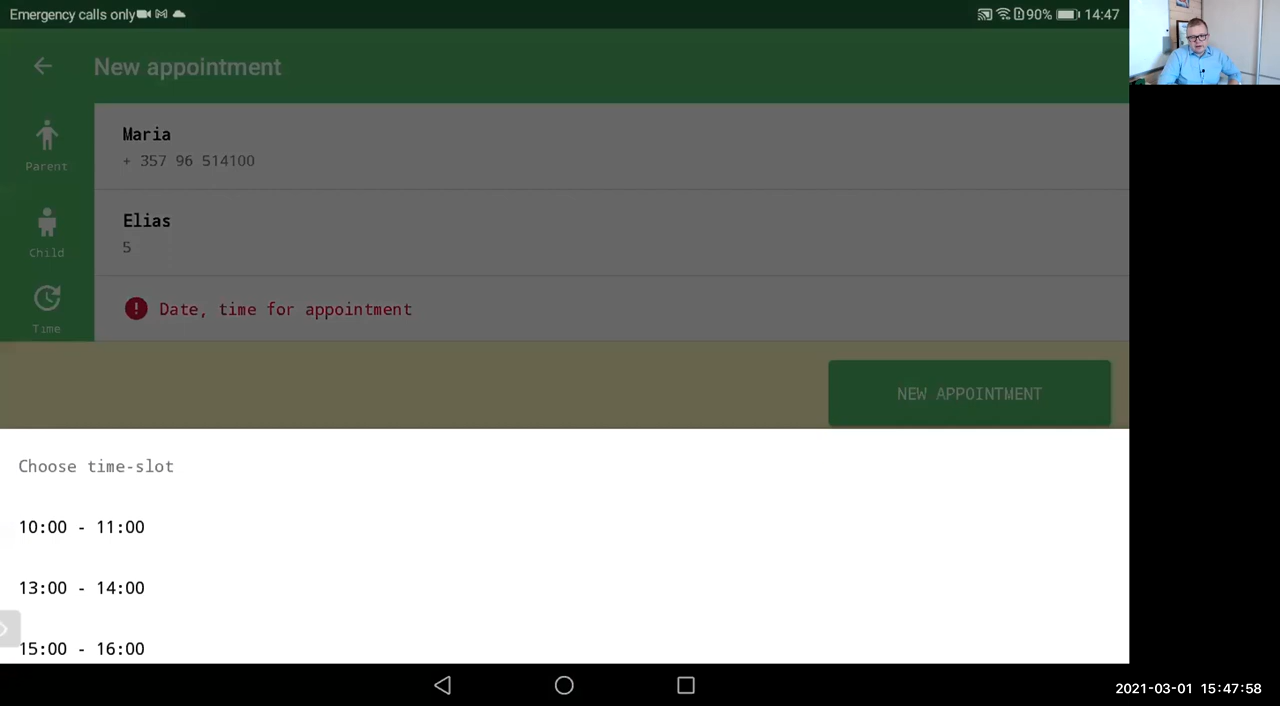 Emergency calls only
90% 14:47
New appointment
Parent
Maria
+ 357 96 514100
Child
Elias
5
Time
Date, time for appointment
NEW APPOINTMENT
Choose time-slot
10:00 - 11:00
13:00 - 14:00
15:00 - 16:00
2021-03-01 15:47:58